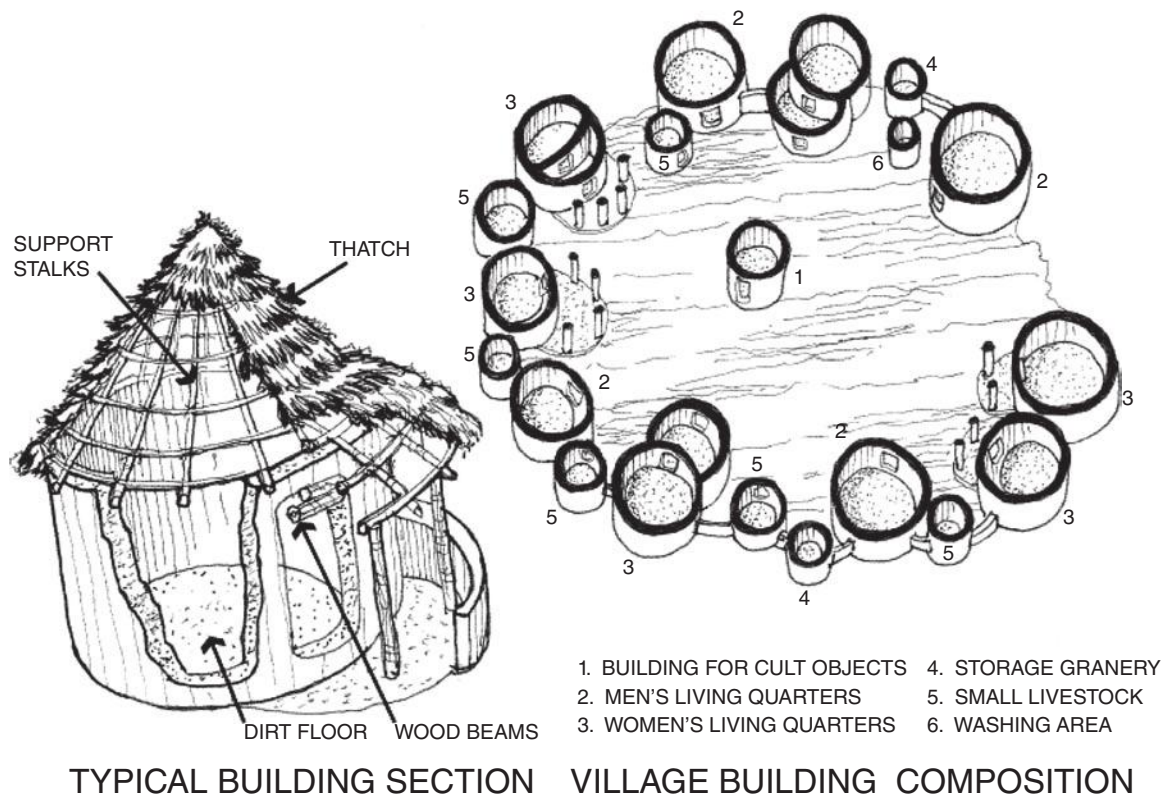 2
4
3
5
6
5
2
SUPPORT
STALKS
THATCH
3
1
5
2
3
2
5
5
3
3
5
4
1. BUILDING FOR CULT OBJECTS
2. MEN'S LIVING QUARTERS
3. WOMEN'S LIVING QUARTERS
4. STORAGE GRANERY
5. SMALL LIVESTOCK
6. WASHING AREA
DIRT FLOOR
WOOD BEAMS
TYPICAL BUILDING SECTION
VILLAGE BUILDING COMPOSITION